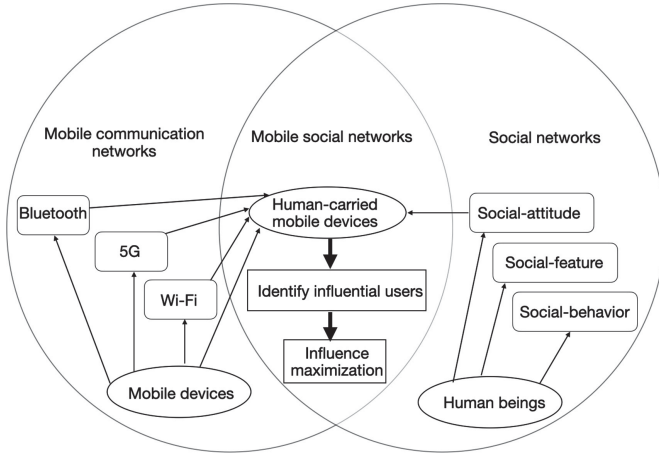 Mobile communication
networks
Mobile social networks
Social networks
Bluetooth
5G
Wi-Fi
Mobile devices
Human-carried
mobile devices
Identify influential users
Influence
maximization
Social-attitude
Social-feature
Social-behavior
Human beings